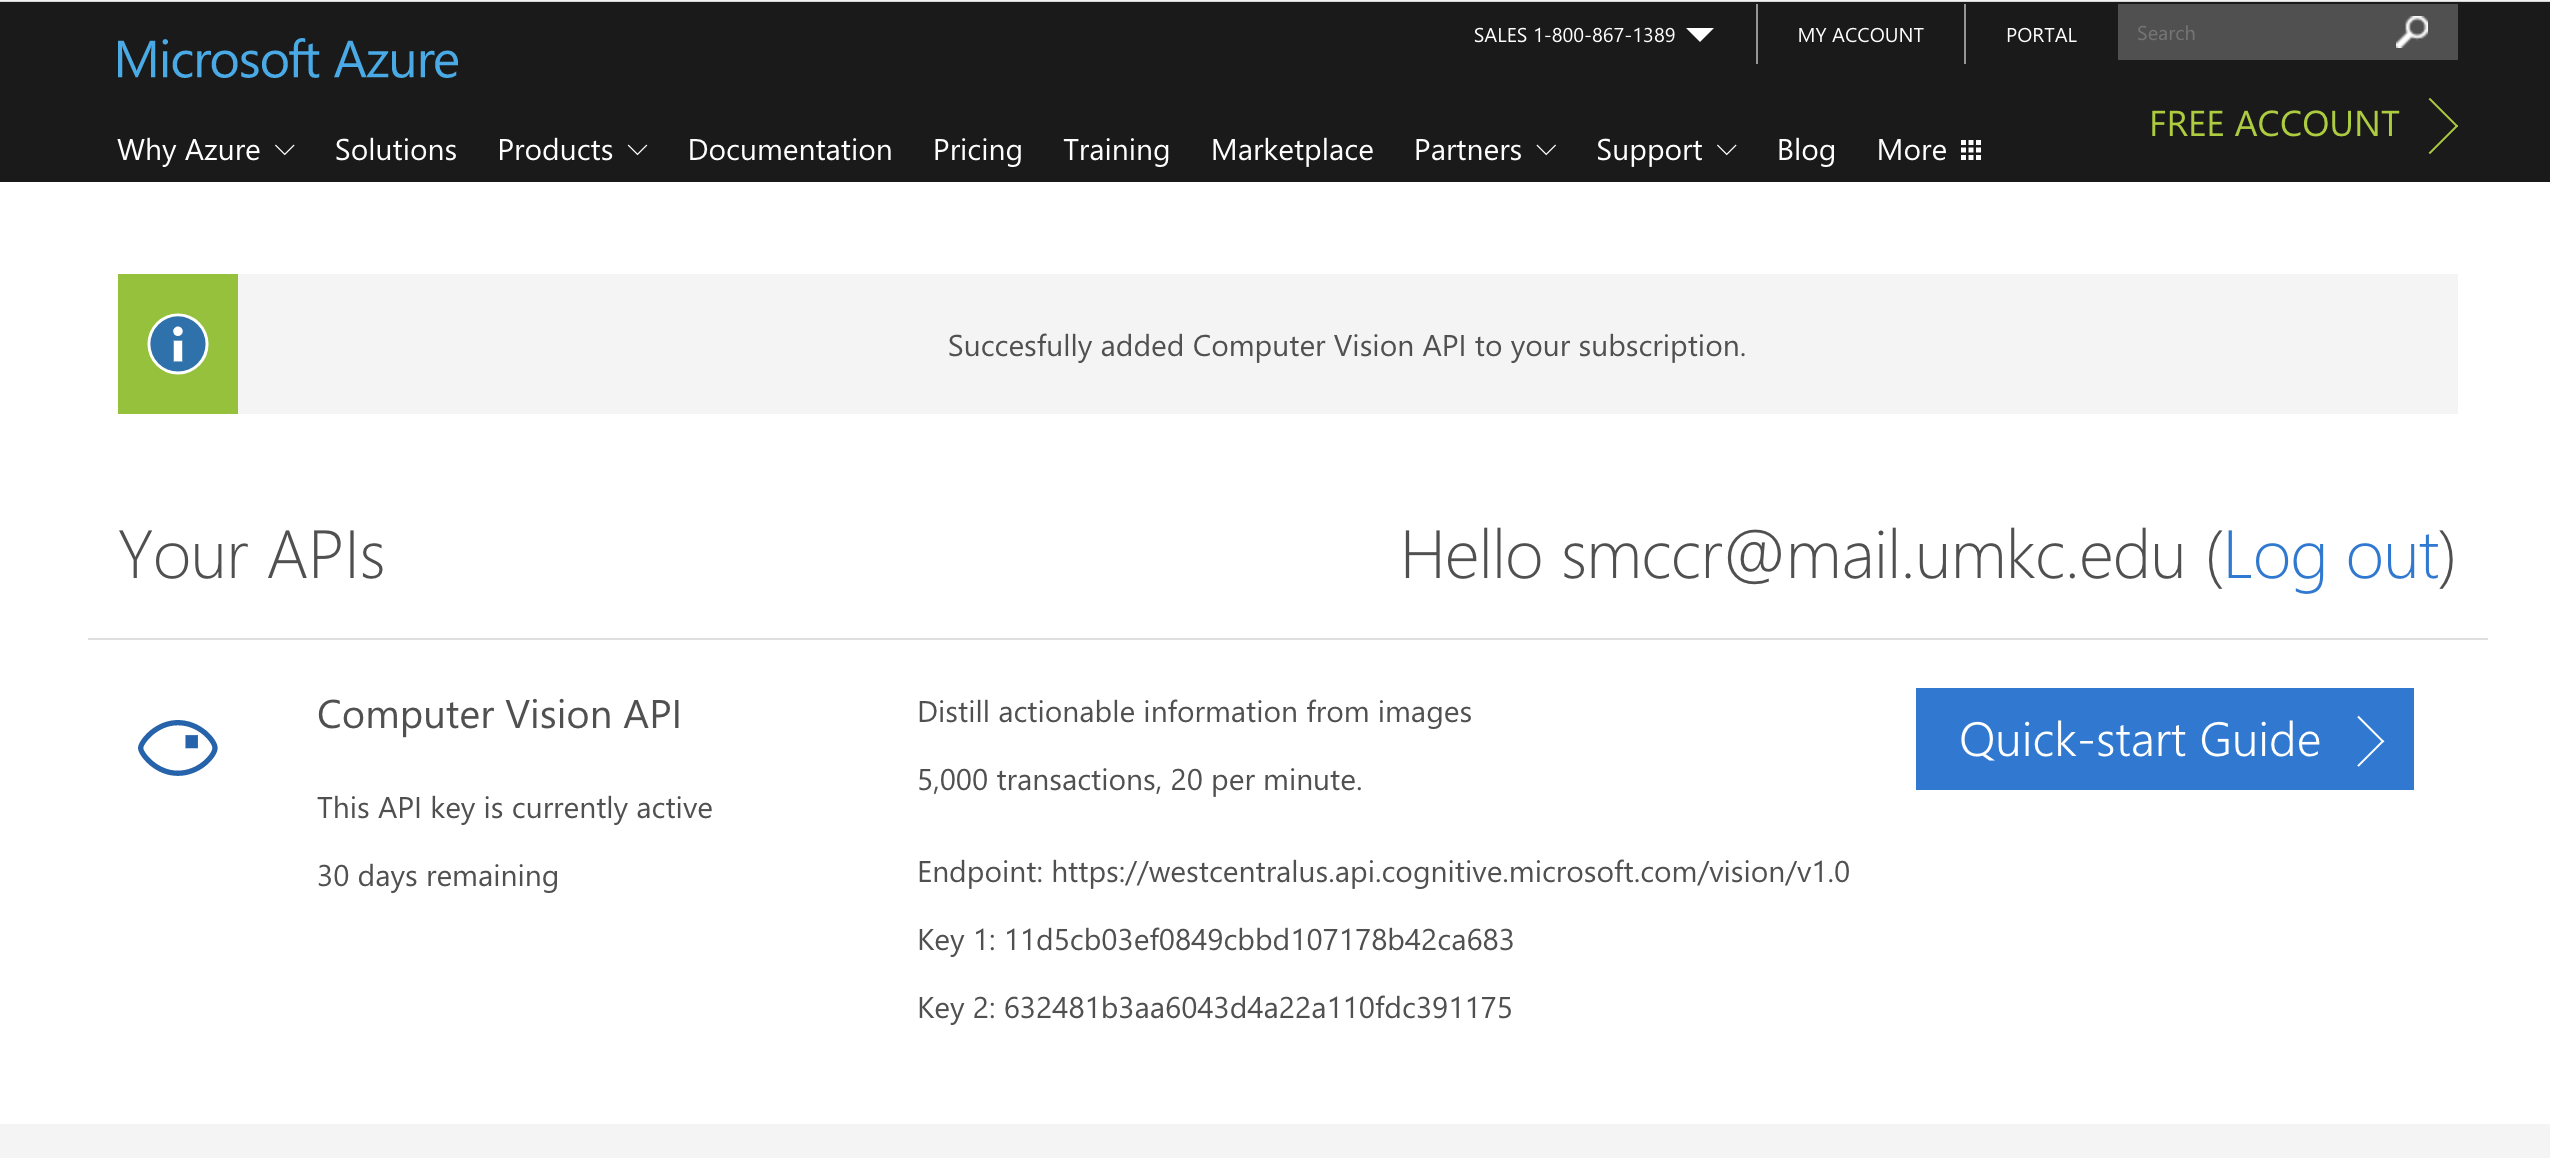 SALES 1-800-867-1389
MY ACCOUNT
PORTAL
Search
Microsoft Azure
FREE ACCOUNT
Why Azure
Solutions
Products
Documentation
Pricing
Training
Marketplace
Partners
Support
Blog
More
Succesfully added Computer Vision API to your subscription.
Your APIs
Hello smccr@mail.umkc.edu (Log out)
Computer Vision API
This API key is currently active
30 days remaining
Distill actionable information from images
5,000 transactions, 20 per minute.
Endpoint: https://westcentralus.api.cognitive.microsoft.com/vision/v1.0
Key 1: 11d5cb03ef0849cbbd107178b42ca683
Key 2: 632481b3aa6043d4a22a110fdc391175
Quick-start Guide